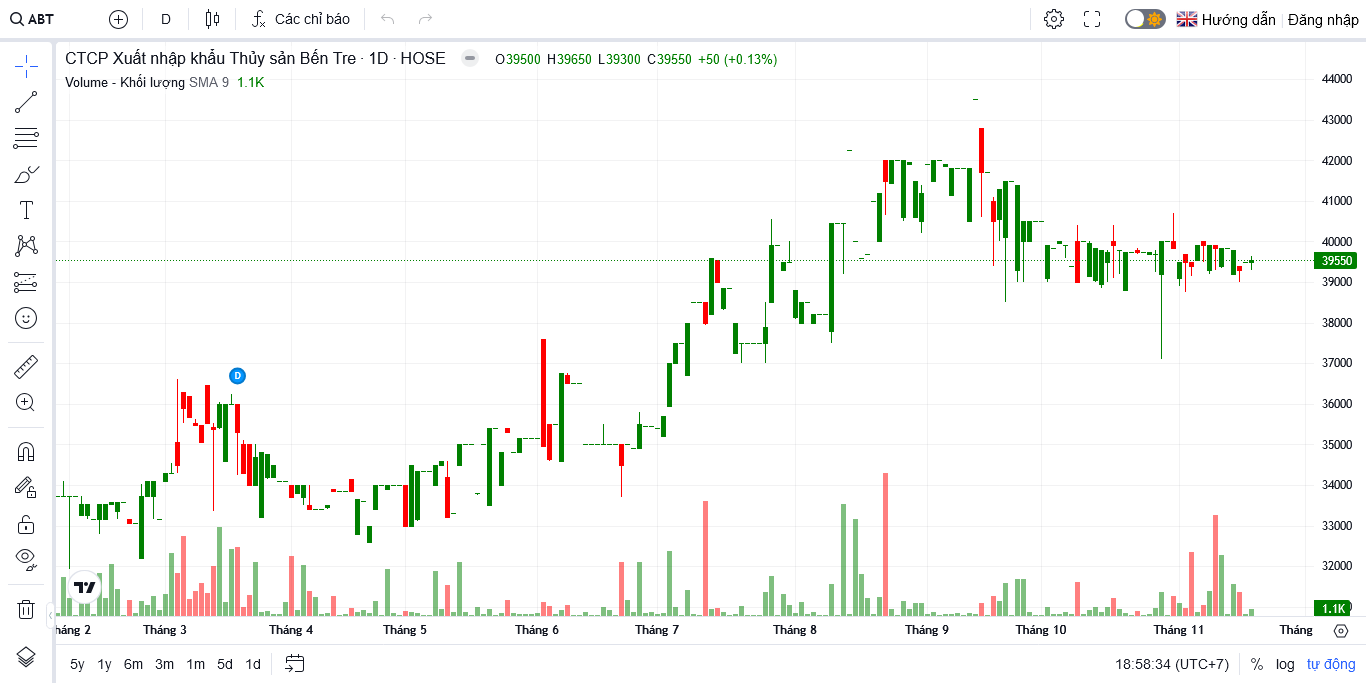 ABT
D
Các chỉ báo
Hướng dẫn
Đăng nhập
CTCP Xuất nhập khẩu Thủy sản Bến Tre · 1D · HOSE
O39500 H39650 L39300 C39550 +50 (+0.13%)
Volume - Khối lượng SMA 9 1.1K
44000
43000
42000
41000
40000
39550
39000
38000
37000
36000
35000
34000
33000
32000
1.1K
D
háng 2
Tháng 3
Tháng 4
Tháng 5
Tháng 6
Tháng 7
Tháng 8
Tháng 9
Tháng 10
Tháng 11
Tháng
5y 1y 6m 3m 1m 5d 1d
18:58:34 (UTC+7)
% log tự động